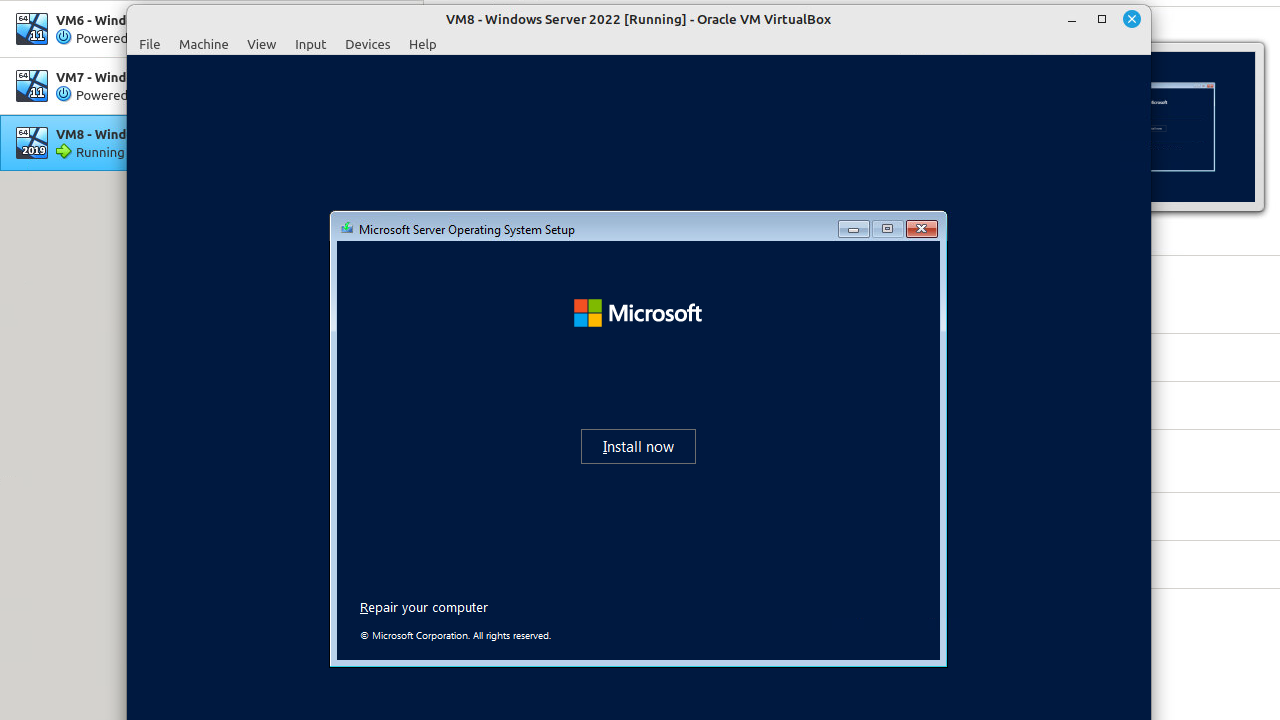 VM8 - Windows Server 2022 [Running] - Oracle VM VirtualBox
File Machine View Input Devices Help
64 11 VM6 - Wind
Powered
64 11 VM7 - Wind
Powered
64 2019 VM8 - Wind
Running
Microsoft Server Operating System Setup
Microsoft
Install now
Repair your computer
© Microsoft Corporation. All rights reserved.